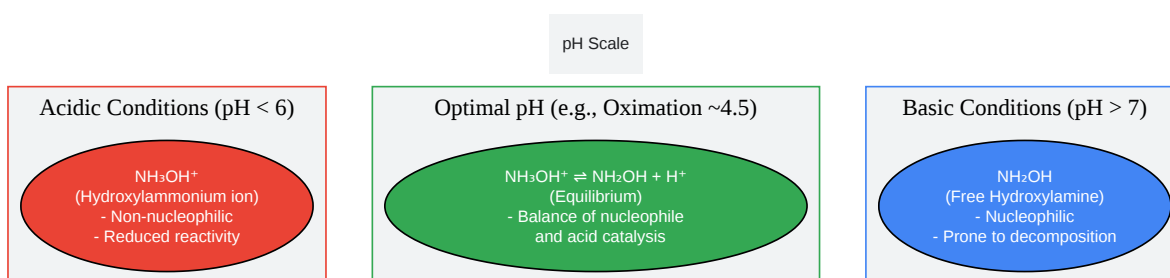 pH Scale
Acidic Conditions (pH < 6)
NH₃OH⁺
(Hydroxylammonium ion)
- Non-nucleophilic
- Reduced reactivity
Optimal pH (e.g., Oximation ~4.5)
NH₃OH⁺ ⇌ NH₂OH + H⁺
(Equilibrium)
- Balance of nucleophile
and acid catalysis
Basic Conditions (pH > 7)
NH₂OH
(Free Hydroxylamine)
- Nucleophilic
- Prone to decomposition